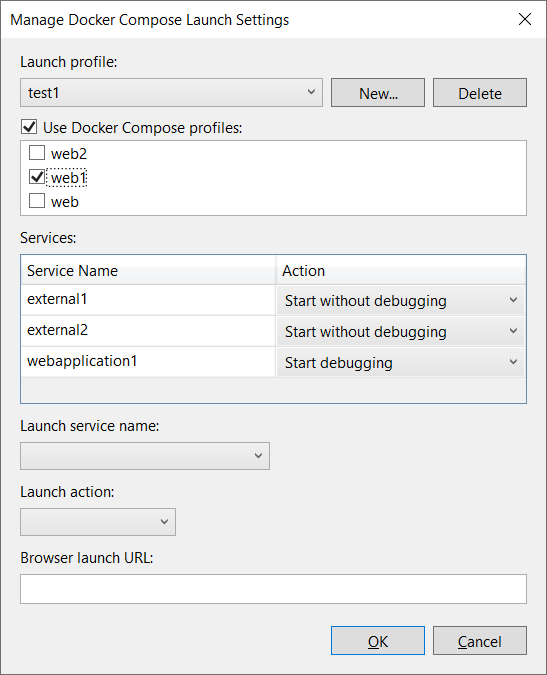 Manage Docker Compose Launch Settings
Launch profile:
test1 New... Delete
Use Docker Compose profiles:
web2
web1
web
Services:
Service Name Action
external1 Start without debugging
external2 Start without debugging
webapplication1 Start debugging
Launch service name:
Launch action:
Browser launch URL:
OK Cancel